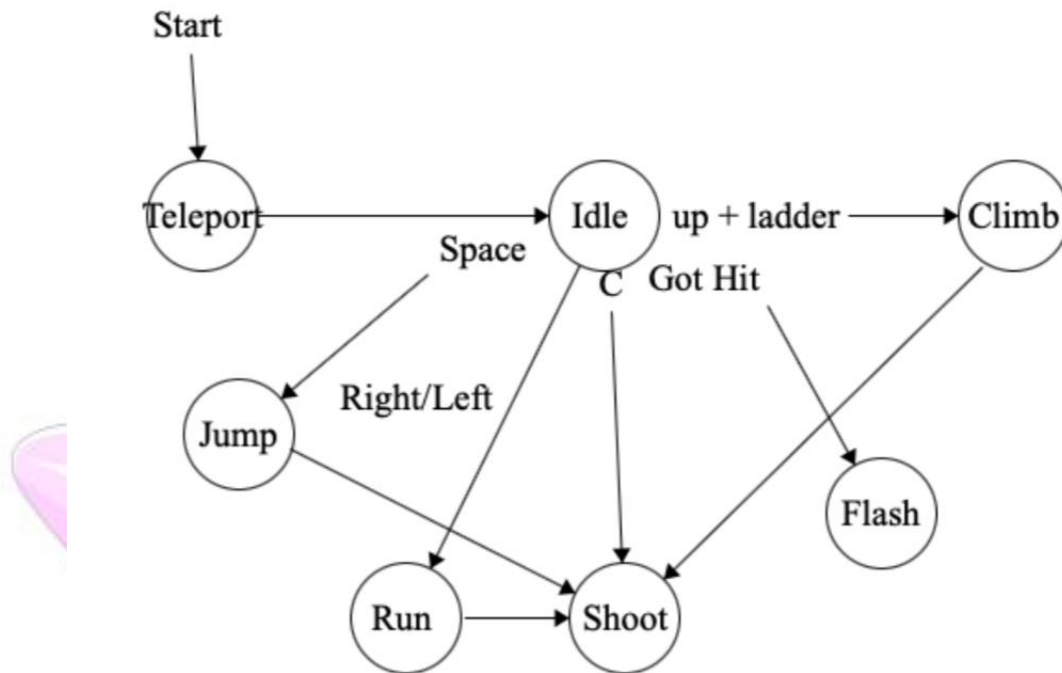 Start
Teleport
Idle
up + ladder
Climb
Space
C
Got Hit
Right/Left
Jump
Flash
Run
Shoot